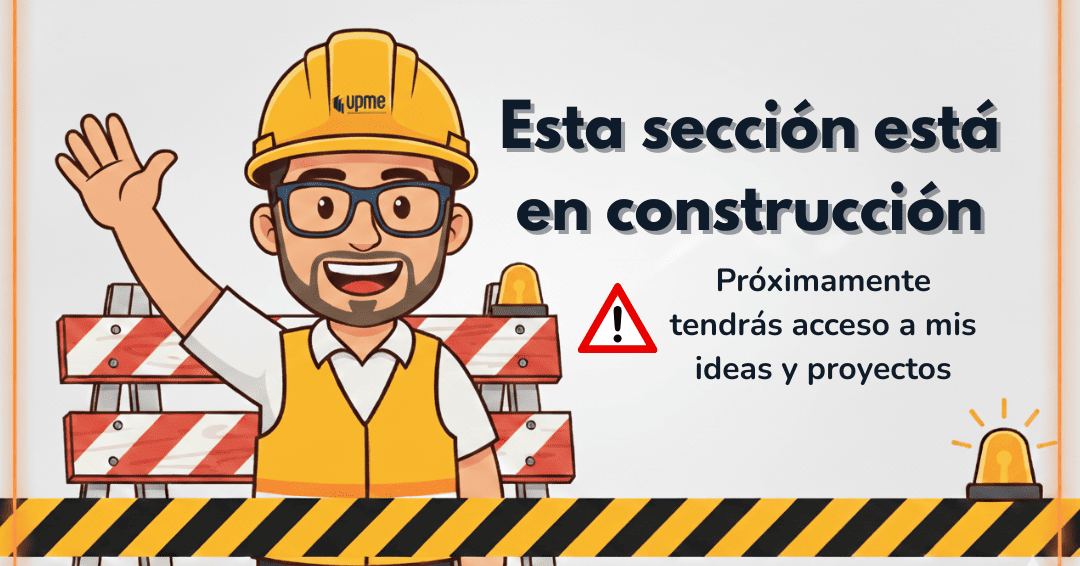 upme
Esta sección está
en construcción
Próximamente
tendrás acceso a mis
ideas y proyectos